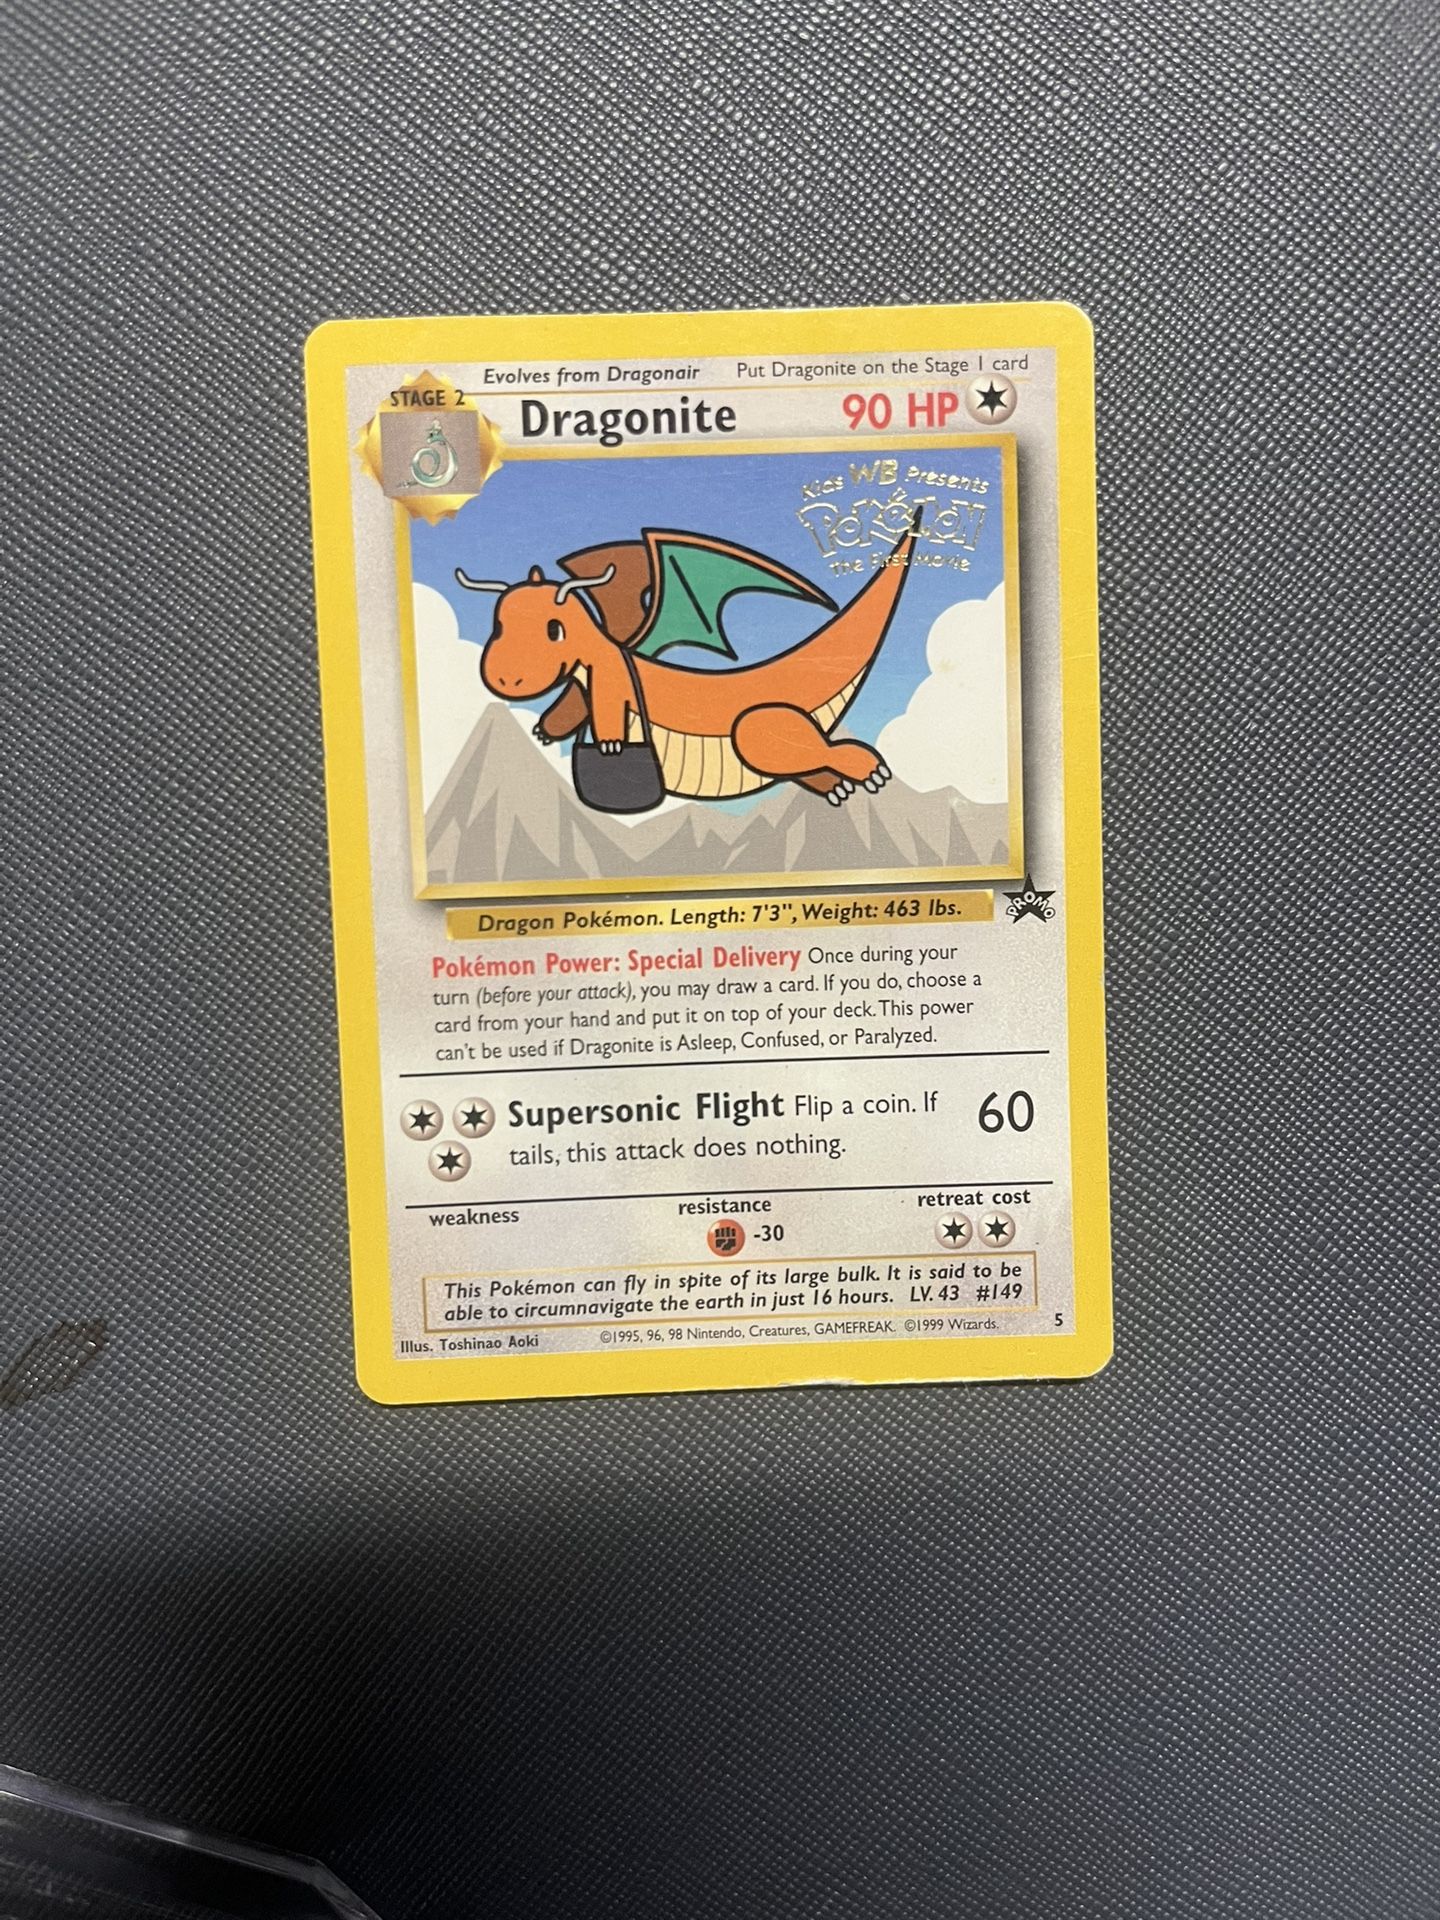 Evolves from Dragonair Put Dragonite on the Stage 1 card
STAGE 2
Dragonite 90 HP
Kids WB Presents
POKéMON
The First Movie
Dragon Pokémon. Length: 7'3", Weight: 463 lbs.
PROMO
Pokémon Power: Special Delivery Once during your
turn (before your attack), you may draw a card. If you do, choose a
card from your hand and put it on top of your deck. This power
can't be used if Dragonite is Asleep, Confused, or Paralyzed.
Supersonic Flight Flip a coin. If 60
tails, this attack does nothing.
weakness resistance retreat cost
-30
This Pokémon can fly in spite of its large bulk. It is said to be
able to circumnavigate the earth in just 16 hours. LV. 43 #149
Illus. Toshinao Aoki ©1995, 96, 98 Nintendo, Creatures, GAMEFREAK. ©1999 Wizards. 5